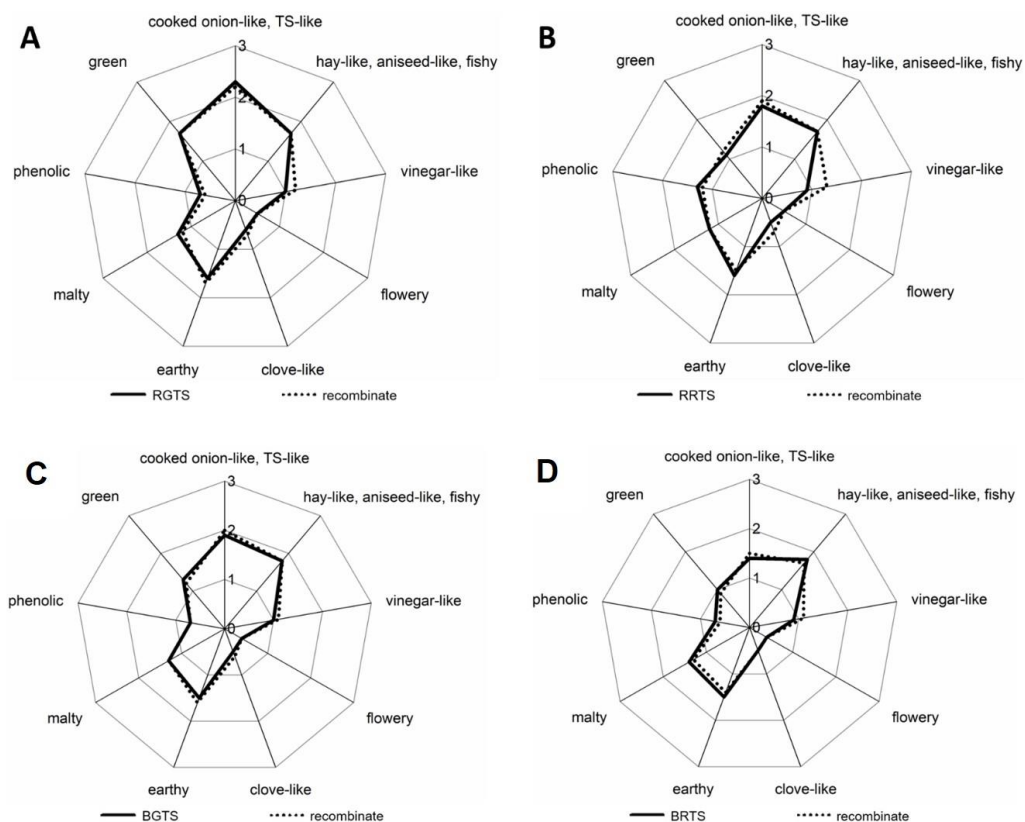 A
cooked onion-like, TS-like
3
green
hay-like, aniseed-like, fishy
2
1
phenolic
vinegar-like
0
malty
flowery
earthy
clove-like
RGTS
recombinate
B
cooked onion-like, TS-like
3
green
hay-like, aniseed-like, fishy
2
1
phenolic
vinegar-like
0
malty
flowery
earthy
clove-like
RRTS
recombinate
C
cooked onion-like, TS-like
3
green
hay-like, aniseed-like, fishy
2
1
phenolic
vinegar-like
0
malty
flowery
earthy
clove-like
BGTS
recombinate
D
cooked onion-like, TS-like
3
green
hay-like, aniseed-like, fishy
2
1
phenolic
vinegar-like
0
malty
flowery
earthy
clove-like
BRTS
recombinate